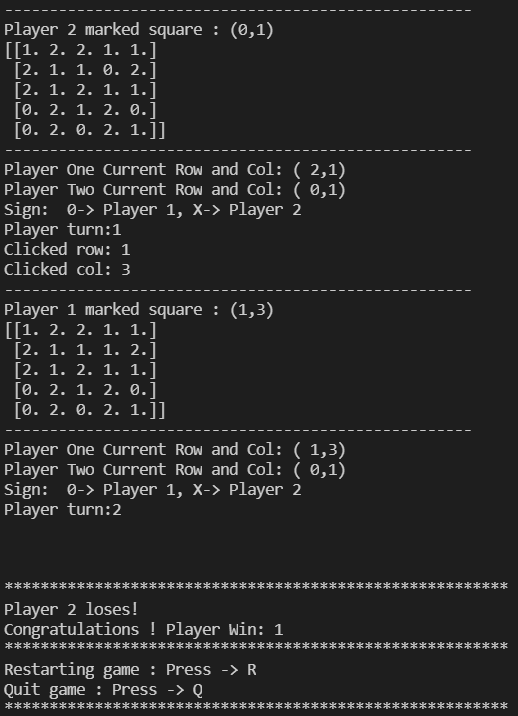 ----------------------------------------------------
Player 2 marked square : (0,1)
[[1. 2. 2. 1. 1.]
 [2. 1. 1. 0. 2.]
 [2. 1. 2. 1. 1.]
 [0. 2. 1. 2. 0.]
 [0. 2. 0. 2. 1.]]
----------------------------------------------------
Player One Current Row and Col: ( 2,1)
Player Two Current Row and Col: ( 0,1)
Sign:  0-> Player 1, X-> Player 2
Player turn:1
Clicked row: 1
Clicked col: 3
----------------------------------------------------
Player 1 marked square : (1,3)
[[1. 2. 2. 1. 1.]
 [2. 1. 1. 1. 2.]
 [2. 1. 2. 1. 1.]
 [0. 2. 1. 2. 0.]
 [0. 2. 0. 2. 1.]]
----------------------------------------------------
Player One Current Row and Col: ( 1,3)
Player Two Current Row and Col: ( 0,1)
Sign:  0-> Player 1, X-> Player 2
Player turn:2
********************************************************
Player 2 loses!
Congratulations ! Player Win: 1
********************************************************
Restarting game : Press -> R
Quit game : Press -> Q
********************************************************